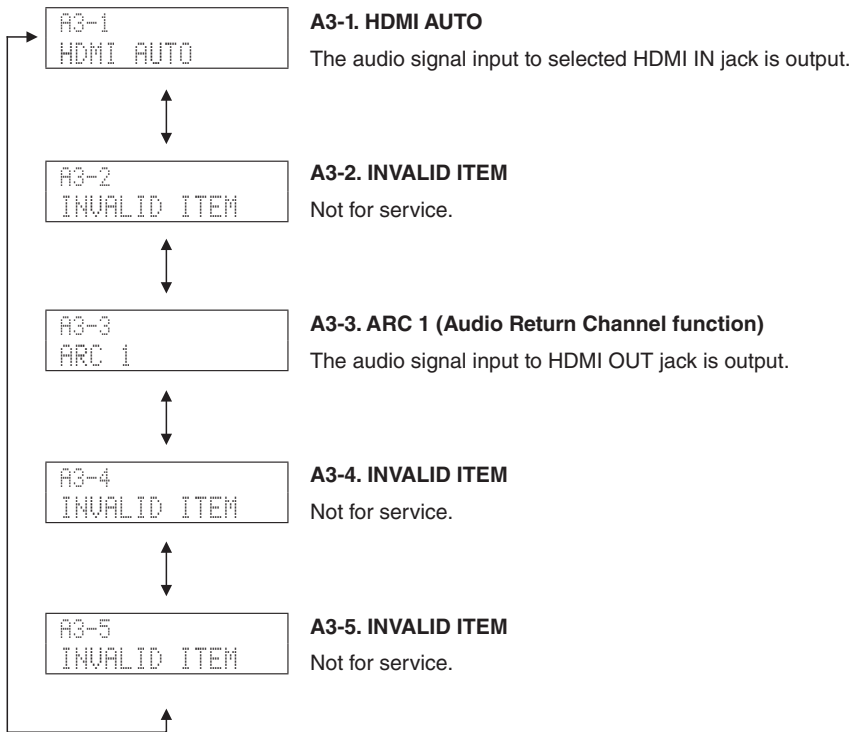 A3-1
HDMI AUTO
A3-1. HDMI AUTO
The audio signal input to selected HDMI IN jack is output.
A3-2
INVALID ITEM
A3-2. INVALID ITEM
Not for service.
A3-3
ARC 1
A3-3. ARC 1 (Audio Return Channel function)
The audio signal input to HDMI OUT jack is output.
A3-4
INVALID ITEM
A3-4. INVALID ITEM
Not for service.
A3-5
INVALID ITEM
A3-5. INVALID ITEM
Not for service.